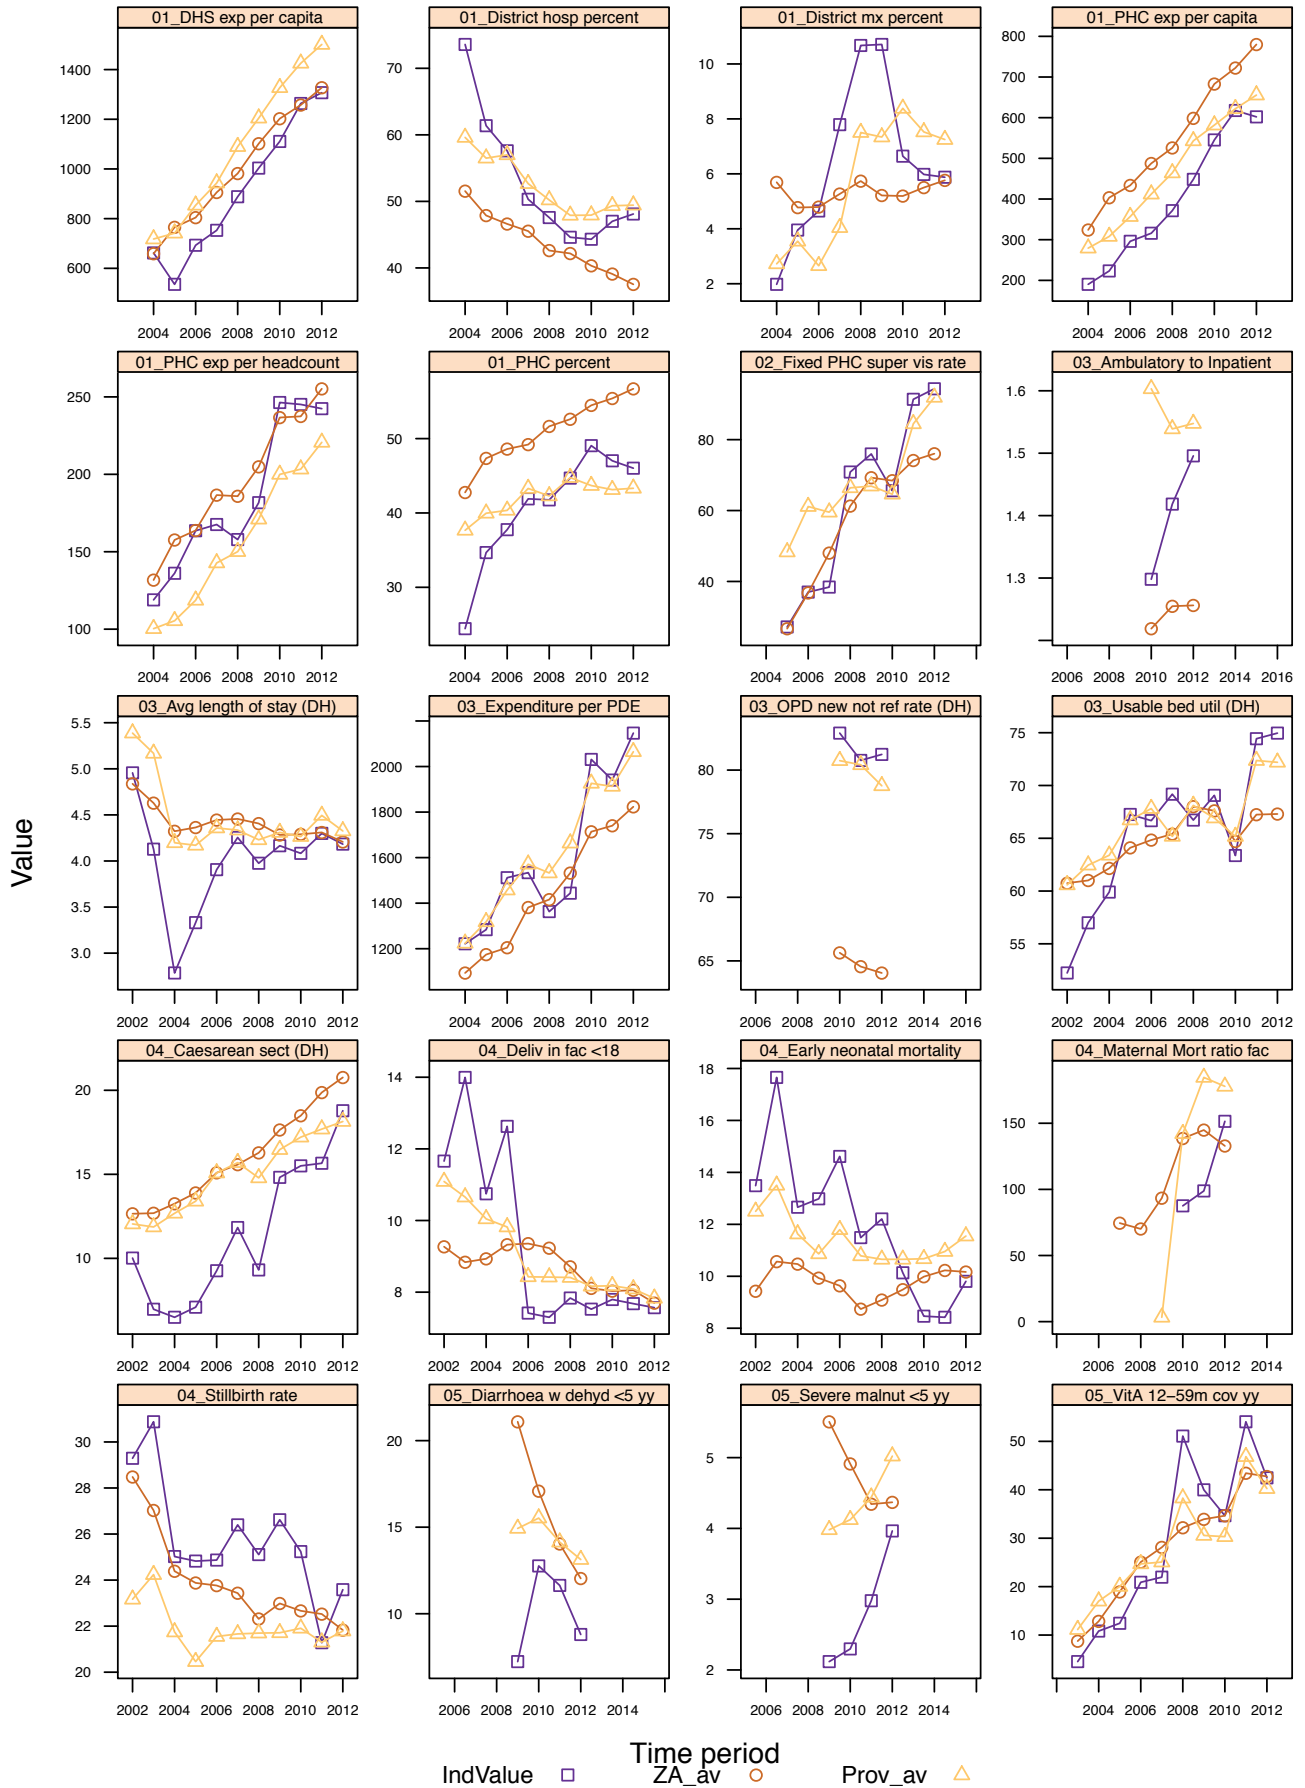 01_DHS exp per capita
01_District hosp percent
01_District mx percent
01_PHC exp per capita
1400
1200
1000
800
600
2004 2006 2008 2010 2012
70
60
50
40
2004 2006 2008 2010 2012
10
8
6
4
2
2004 2006 2008 2010 2012
800
700
600
500
400
300
200
2004 2006 2008 2010 2012
01_PHC exp per headcount
01_PHC percent
02_Fixed PHC super vis rate
03_Ambulatory to Inpatient
250
200
150
100
2004 2006 2008 2010 2012
50
40
30
2004 2006 2008 2010 2012
80
60
40
2004 2006 2008 2010 2012
1.6
1.5
1.4
1.3
2006 2008 2010 2012 2014 2016
03_Avg length of stay (DH)
03_Expenditure per PDE
03_OPD new not ref rate (DH)
03_Usable bed util (DH)
5.5
5.0
4.5
4.0
3.5
3.0
2002 2004 2006 2008 2010 2012
2000
1800
1600
1400
1200
2004 2006 2008 2010 2012
80
75
70
65
2006 2008 2010 2012 2014 2016
75
70
65
60
55
2002 2004 2006 2008 2010 2012
04_Caesarean sect (DH)
04_Deliv in fac <18
04_Early neonatal mortality
04_Maternal Mort ratio fac
20
15
10
2002 2004 2006 2008 2010 2012
14
12
10
8
2002 2004 2006 2008 2010 2012
18
16
14
12
10
8
2002 2004 2006 2008 2010 2012
150
100
50
0
2006 2008 2010 2012 2014
04_Stillbirth rate
05_Diarrhoea w dehyd <5 yy
05_Severe malnut <5 yy
05_VitA 12−59m cov yy
30
28
26
24
22
20
2002 2004 2006 2008 2010 2012
20
15
10
2006 2008 2010 2012 2014
5
4
3
2
2006 2008 2010 2012 2014
50
40
30
20
10
2004 2006 2008 2010 2012
Value
Time period
IndValue ZA_av Prov_av